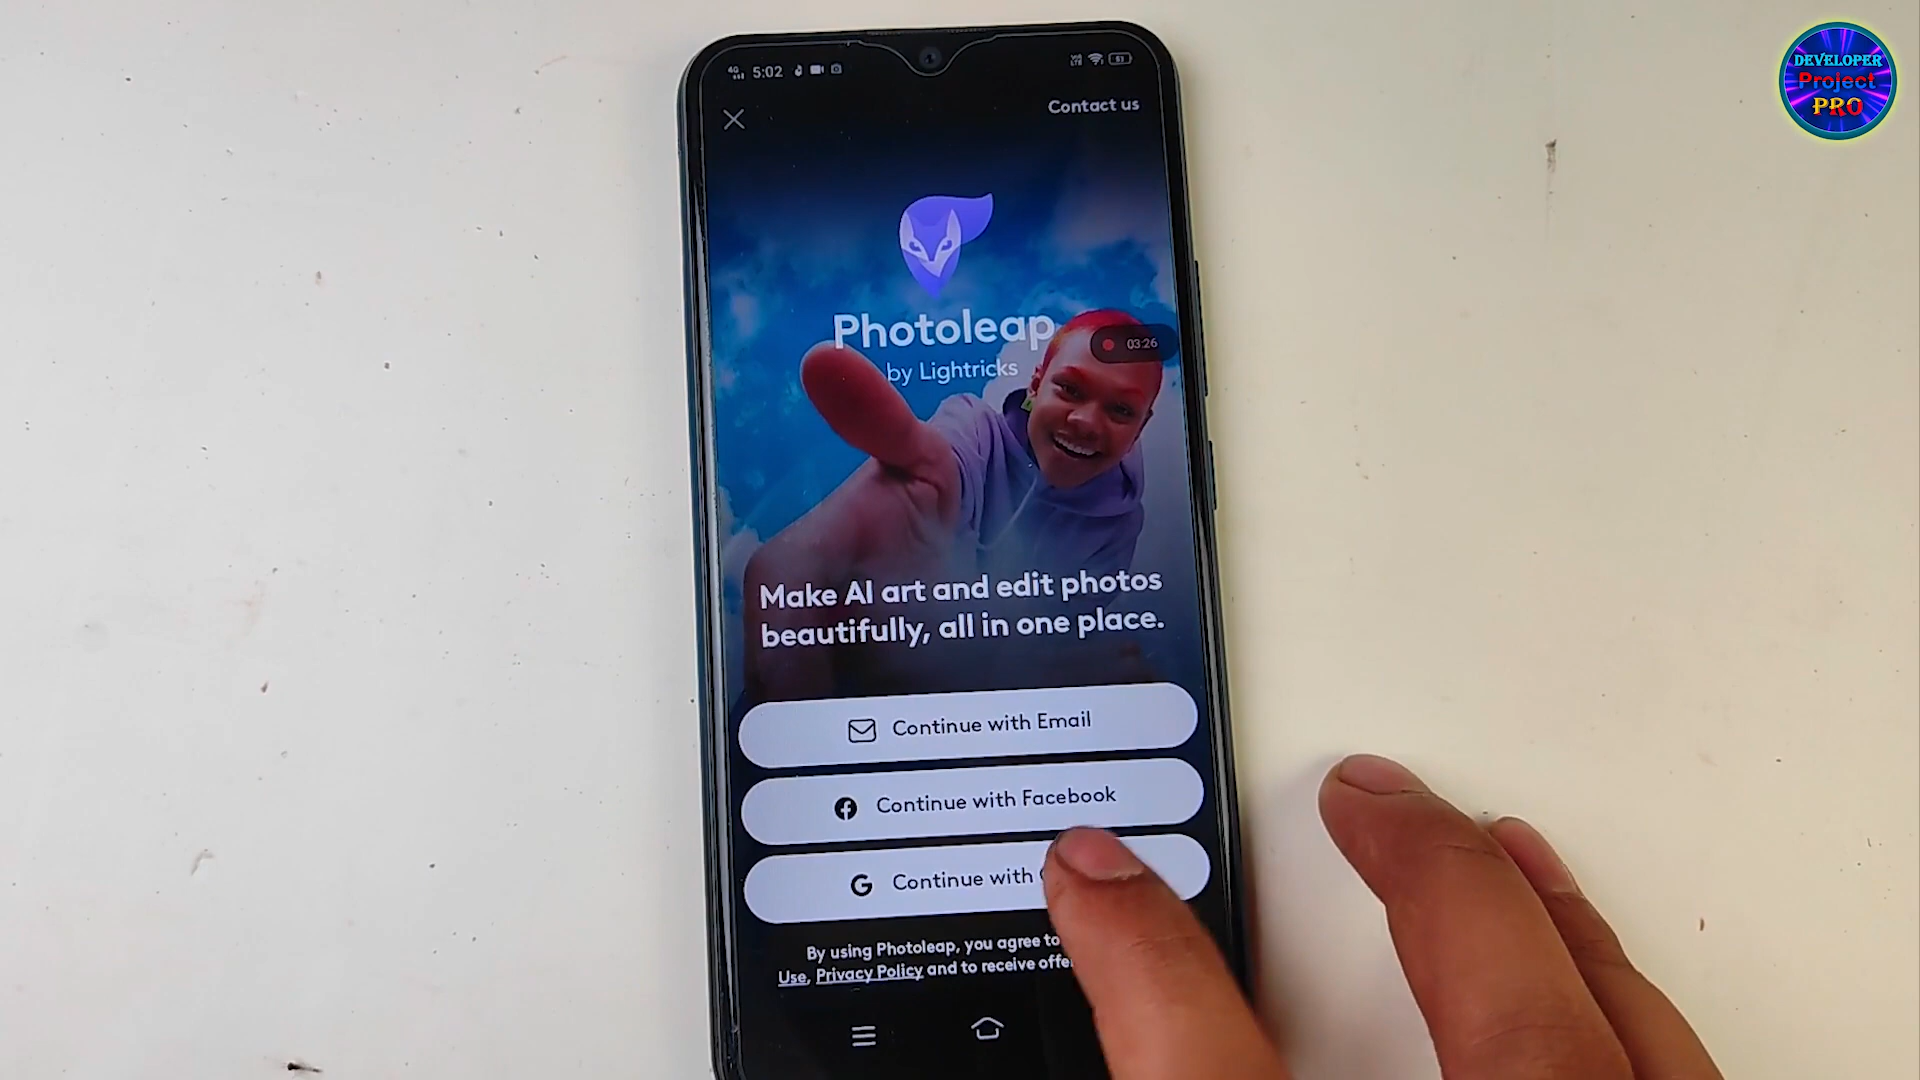 DEVELOPER
Project
PRO
4G 5:02
51
Contact us
Photoleap
by Lightricks
03:26
Make AI art and edit photos
beautifully, all in one place.
Continue with Email
Continue with Facebook
Continue with
By using Photoleap, you agree to
Use, Privacy Policy and to receive